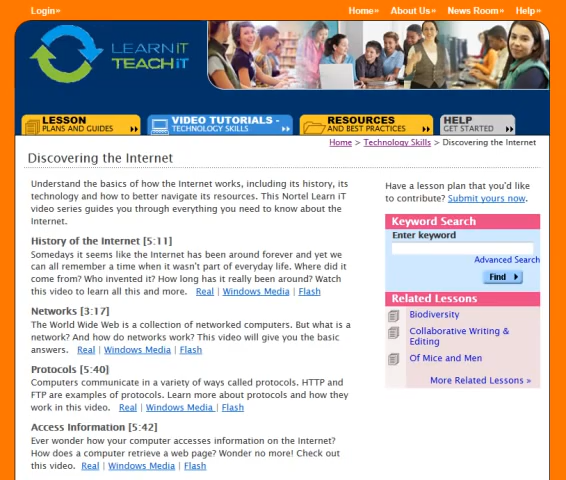 Login»
Home» About Us» News Room» Help»
LEARNiT
TEACHiT
LESSON
PLANS AND GUIDES
VIDEO TUTORIALS -
TECHNOLOGY SKILLS
RESOURCES
AND BEST PRACTICES
HELP
GET STARTED
Home > Technology Skills > Discovering the Internet
Discovering the Internet
Understand the basics of how the Internet works, including its history, its
technology and how to better navigate its resources. This Nortel Learn iT
video series guides you through everything you need to know about the
Internet.
History of the Internet [5:11]
Somedays it seems like the Internet has been around forever and yet we
can all remember a time when it wasn't part of everyday life. Where did it
come from? Who invented it? How long has it really been around? Watch
this video to learn all this and more. Real | Windows Media | Flash
Networks [3:17]
The World Wide Web is a collection of networked computers. But what is a
network? And how do networks work? This video will give you the basic
answers. Real | Windows Media | Flash
Protocols [5:40]
Computers communicate in a variety of ways called protocols. HTTP and
FTP are examples of protocols. Learn more about protocols and how they
work in this video. Real | Windows Media | Flash
Access Information [5:42]
Ever wonder how your computer accesses information on the Internet?
How does a computer retrieve a web page? Wonder no more! Check out
this video. Real | Windows Media | Flash
Have a lesson plan that you'd like
to contribute? Submit yours now.
Keyword Search
Enter keyword
Advanced Search
Find
Related Lessons
Biodiversity
Collaborative Writing &
Editing
Of Mice and Men
More Related Lessons »